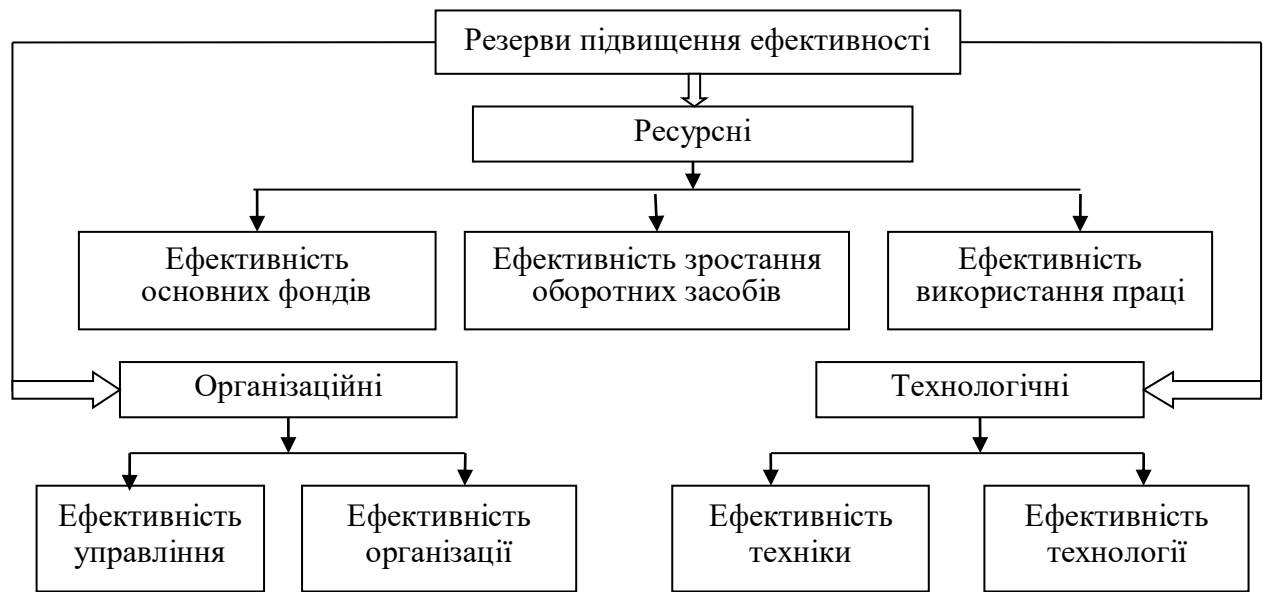 Резерви підвищення ефективності
Ресурсні
Ефективність
основних фондів
Ефективність зростання
оборотних засобів
Ефективність
використання праці
Організаційні
Технологічні
Ефективність
управління
Ефективність
організації
Ефективність
техніки
Ефективність
технології